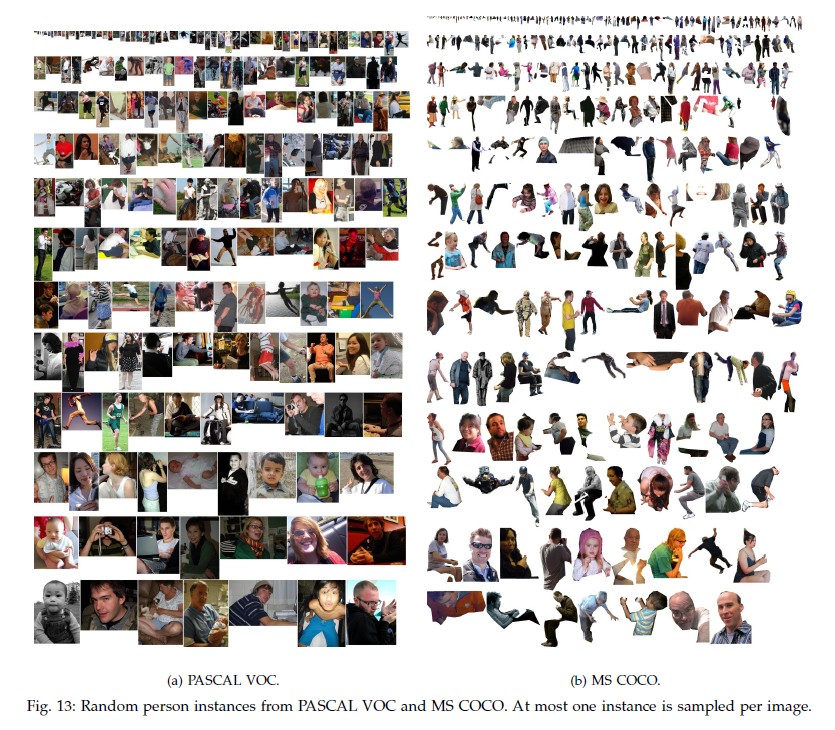 (a) PASCAL VOC.
(b) MS COCO.
Fig. 13: Random person instances from PASCAL VOC and MS COCO. At most one instance is sampled per image.